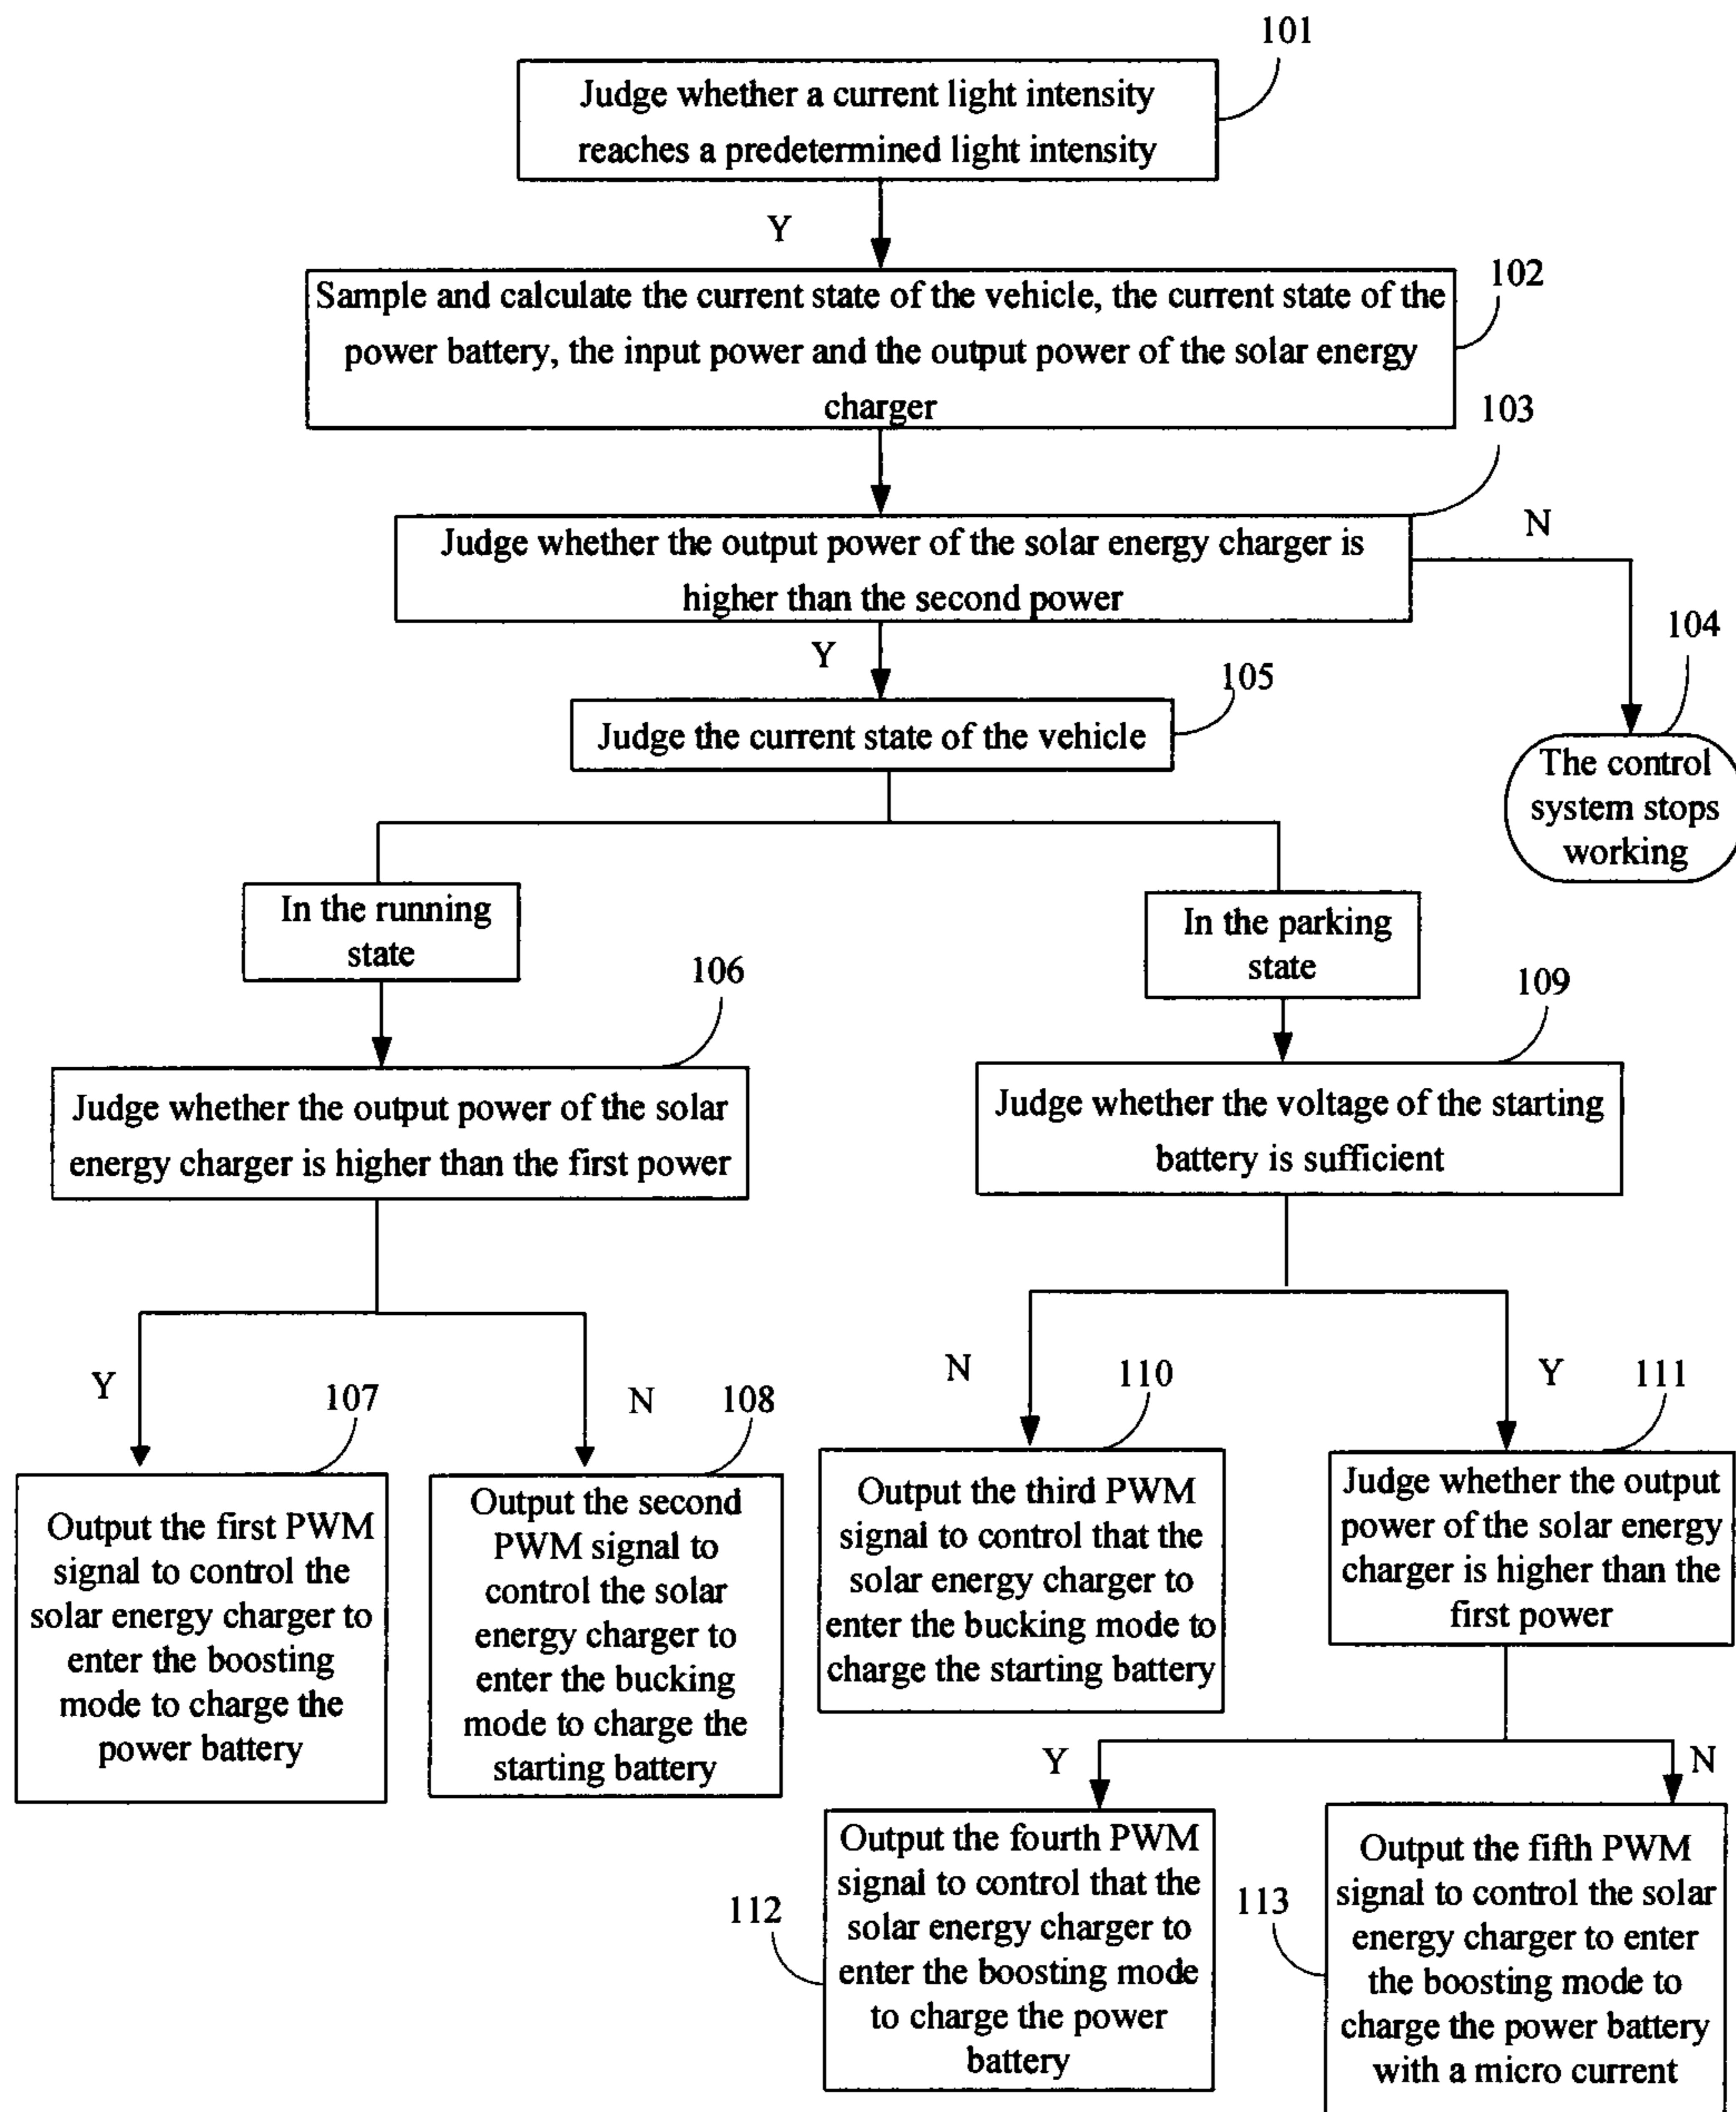 101
Judge whether a current light intensity
reaches a predetermined light intensity
Y
102
Sample and calculate the current state of the vehicle, the current state of the
power battery, the input power and the output power of the solar energy
charger
103
Judge whether the output power of the solar energy charger is
higher than the second power
N
Y
104
The control
system stops
working
105
Judge the current state of the vehicle
In the running
state
In the parking
state
106
Judge whether the output power of the solar
energy charger is higher than the first power
109
Judge whether the voltage of the starting
battery is sufficient
Y
107
Output the first PWM
signal to control the
solar energy charger to
enter the boosting
mode to charge the
power battery
N
108
Output the second
PWM signal to
control the solar
energy charger to
enter the bucking
mode to charge the
starting battery
N
110
Output the third PWM
signal to control that the
solar energy charger to
enter the bucking mode to
charge the starting battery
Y
111
Judge whether the output
power of the solar energy
charger is higher than the
first power
Y
112
Output the fourth PWM
signal to control that the
solar energy charger to
enter the boosting mode
to charge the power
battery
N
113
Output the fifth PWM
signal to control the solar
energy charger to enter
the boosting mode to
charge the power battery
with a micro current